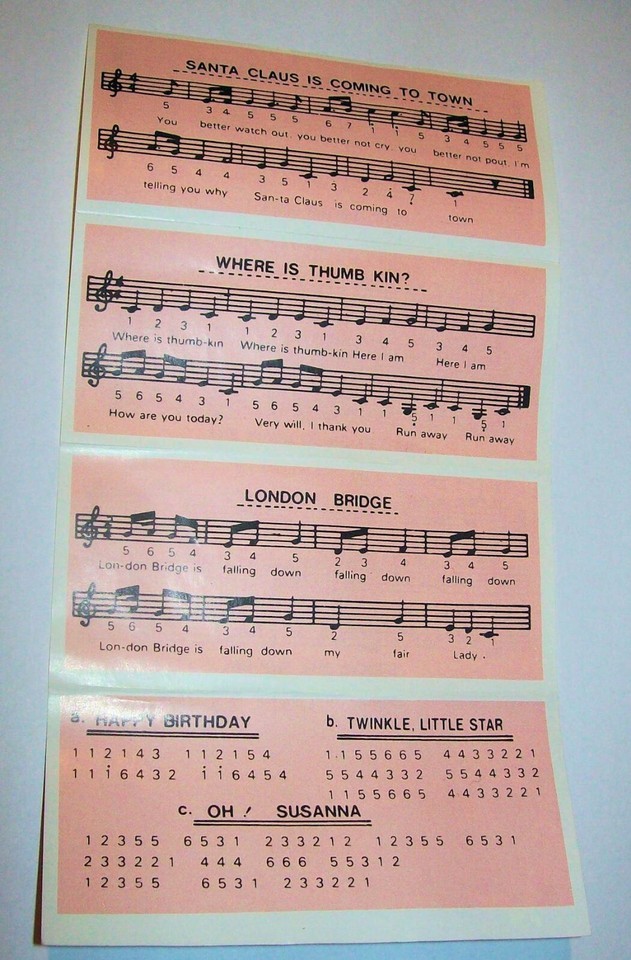 SANTA CLAUS IS COMING TO TOWN
5 3 4 5 5 5 6 7 1 i 5 3 4 5 5 5
You better watch out, you better not cry, you better not pout, I'm
6 5 4 4 3 5 1 3 2 4 7 1
telling you why San-ta Claus is coming to town
WHERE IS THUMB KIN?
1 2 3 1 1 2 3 1 3 4 5 3 4 5
Where is thumb-kin Where is thumb-kin Here I am Here I am
5 6 5 4 3 1 5 6 5 4 3 1 1 5 1 1 5 1
How are you today? Very will, I thank you Run away Run away
LONDON BRIDGE
5 6 5 4 3 4 5 2 3 4 3 4 5
Lon-don Bridge is falling down falling down falling down
5 6 5 4 3 4 5 2 5 3 2 1
Lon-don Bridge is falling down my fair Lady.
a. HAPPY BIRTHDAY
1 1 2 1 4 3 1 1 2 1 5 4
1 1 i 6 4 3 2 i i 6 4 5 4
b. TWINKLE, LITTLE STAR
1 1 5 5 6 6 5 4 4 3 3 2 2 1
5 5 4 4 3 3 2 5 5 4 4 3 3 2
1 1 5 5 6 6 5 4 4 3 3 2 2 1
c. OH! SUSANNA
1 2 3 5 5 6 5 3 1 2 3 3 2 1 2 1 2 3 5 5 6 5 3 1
2 3 3 2 2 1 4 4 4 6 6 6 5 5 3 1 2
1 2 3 5 5 6 5 3 1 2 3 3 2 2 1